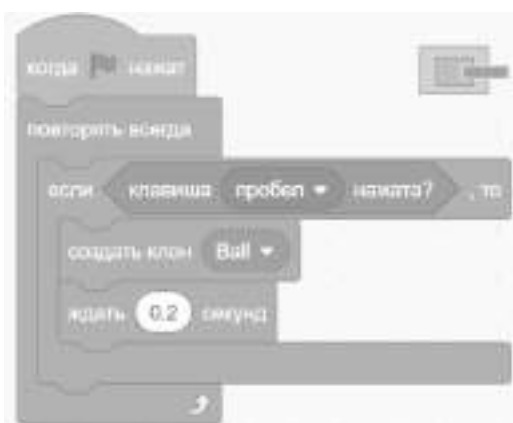 когда нажат
повторять всегда
если клавиша пробел нажата? , то
создать клон Ball
ждать 0.2 секунд